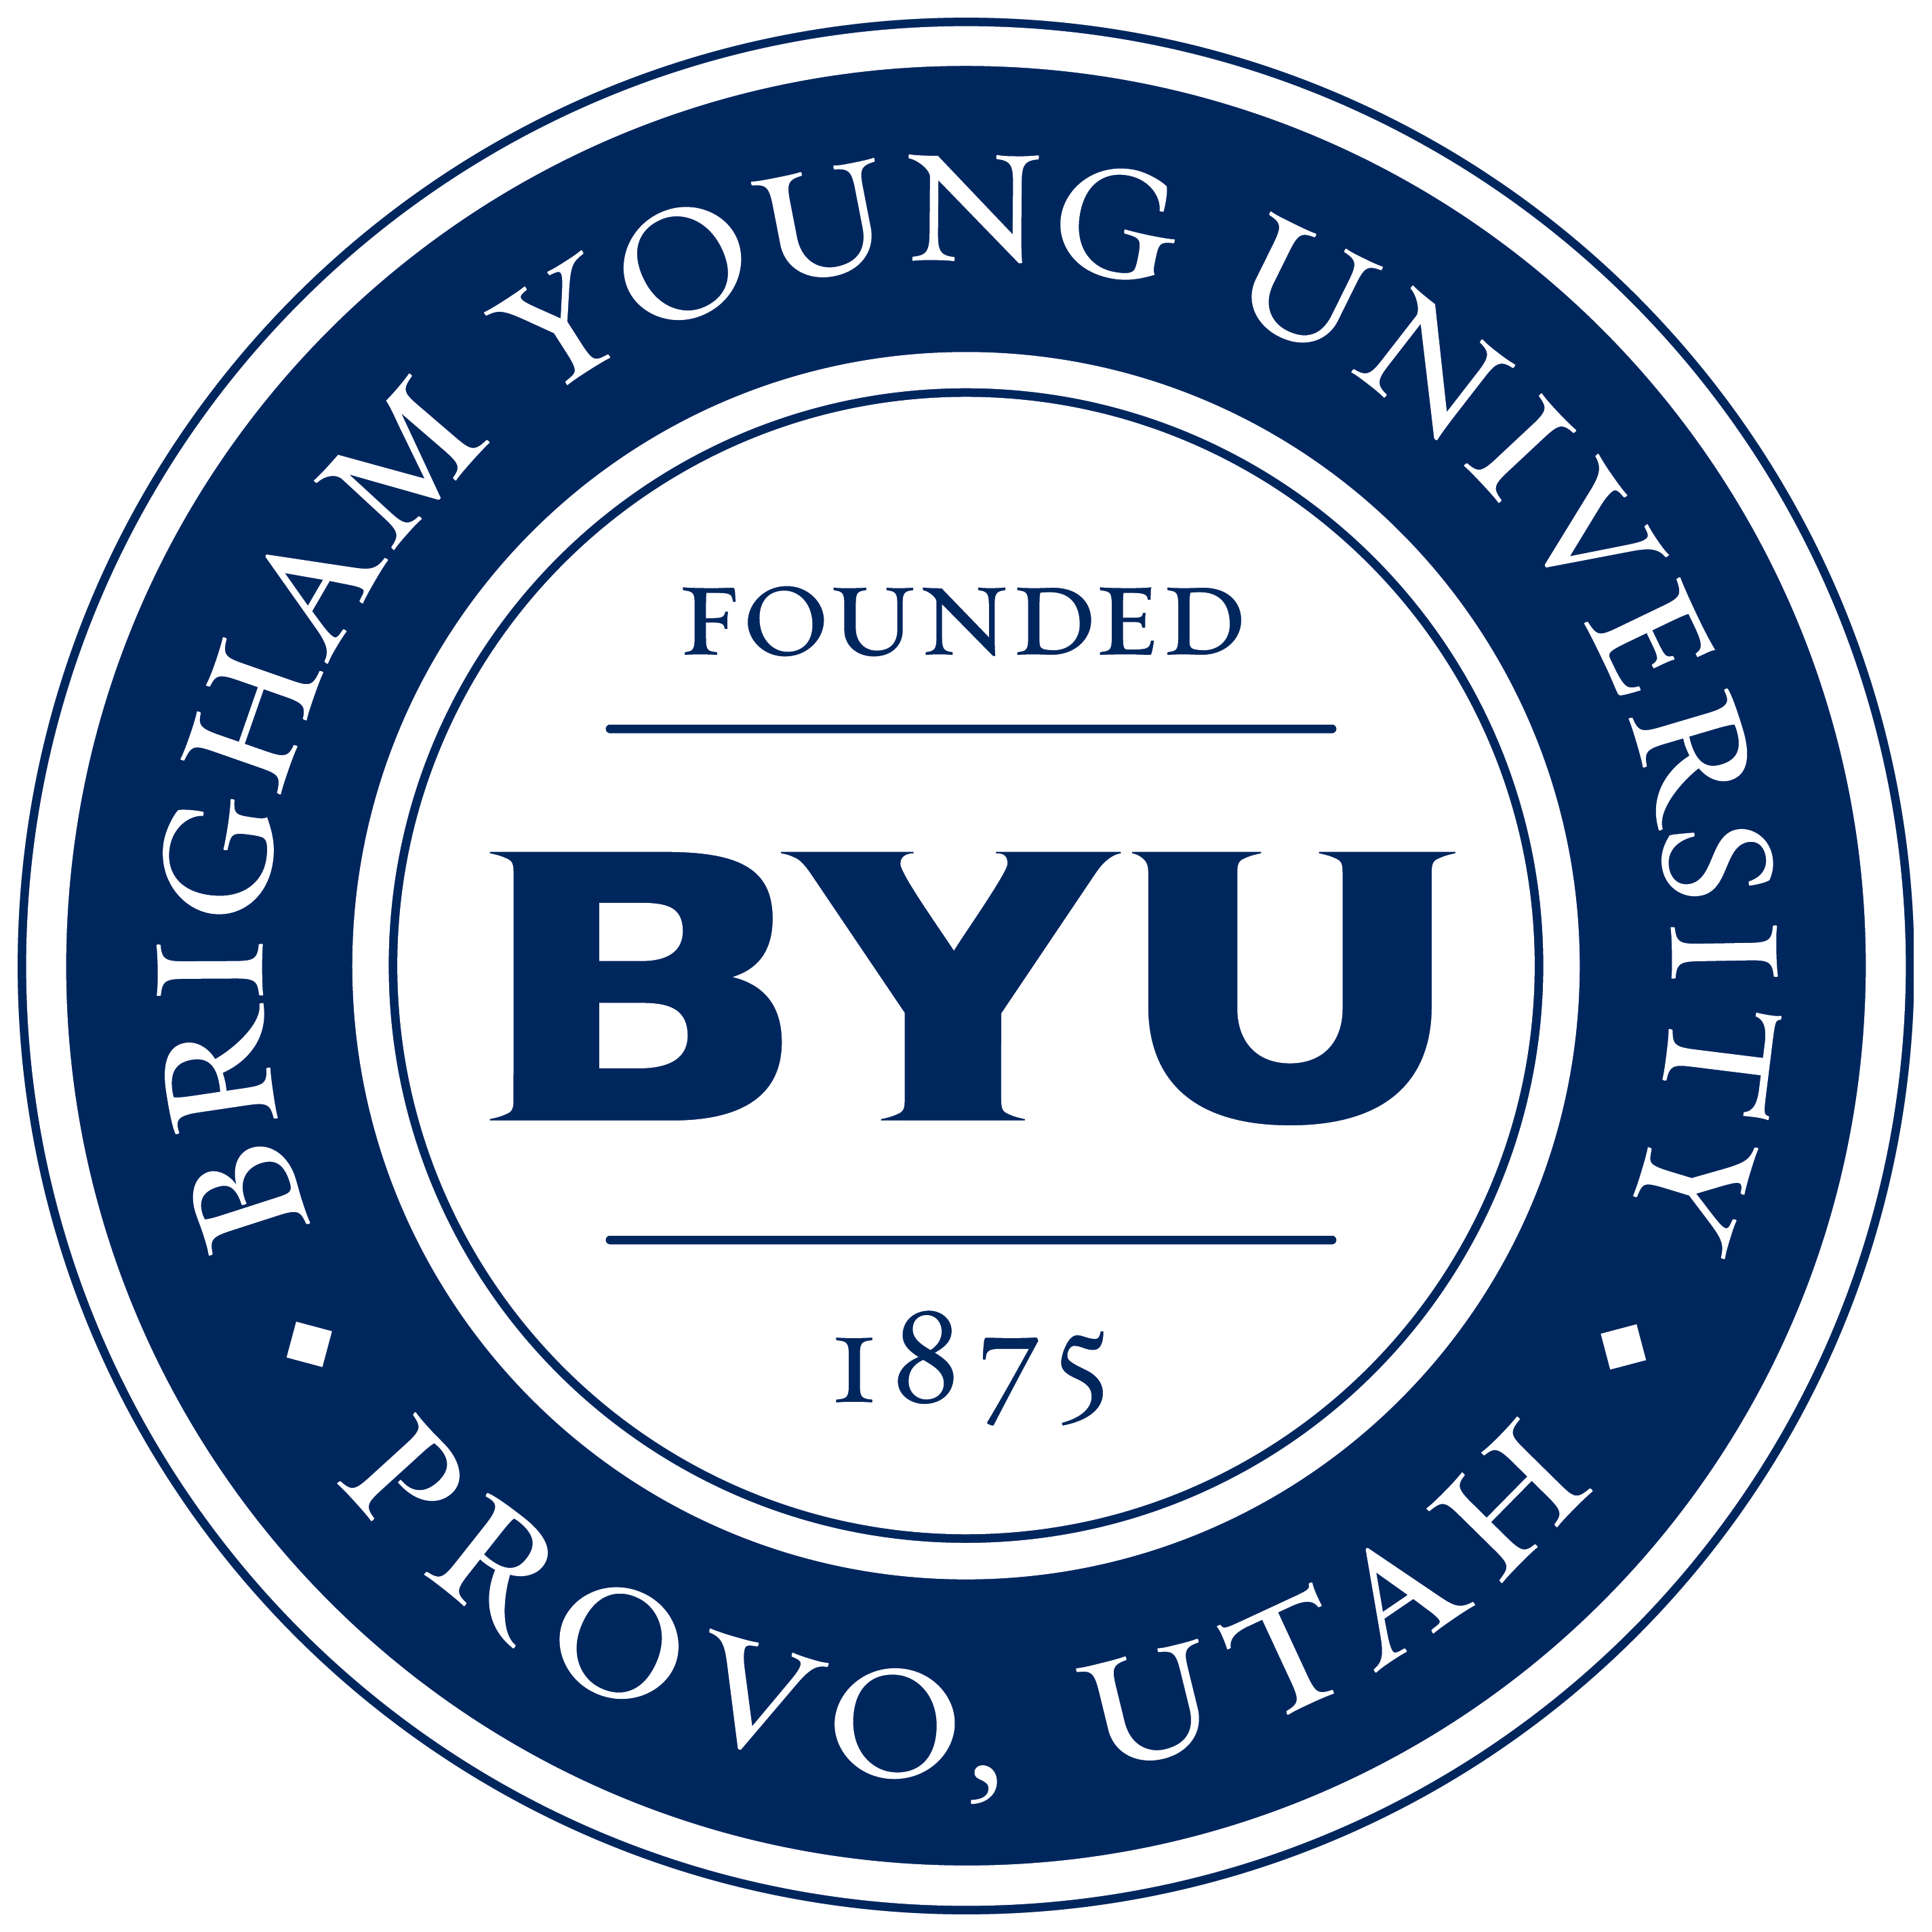 BRIGHAM YOUNG UNIVERSITY
FOUNDED
BYU
1875
PROVO, UTAH